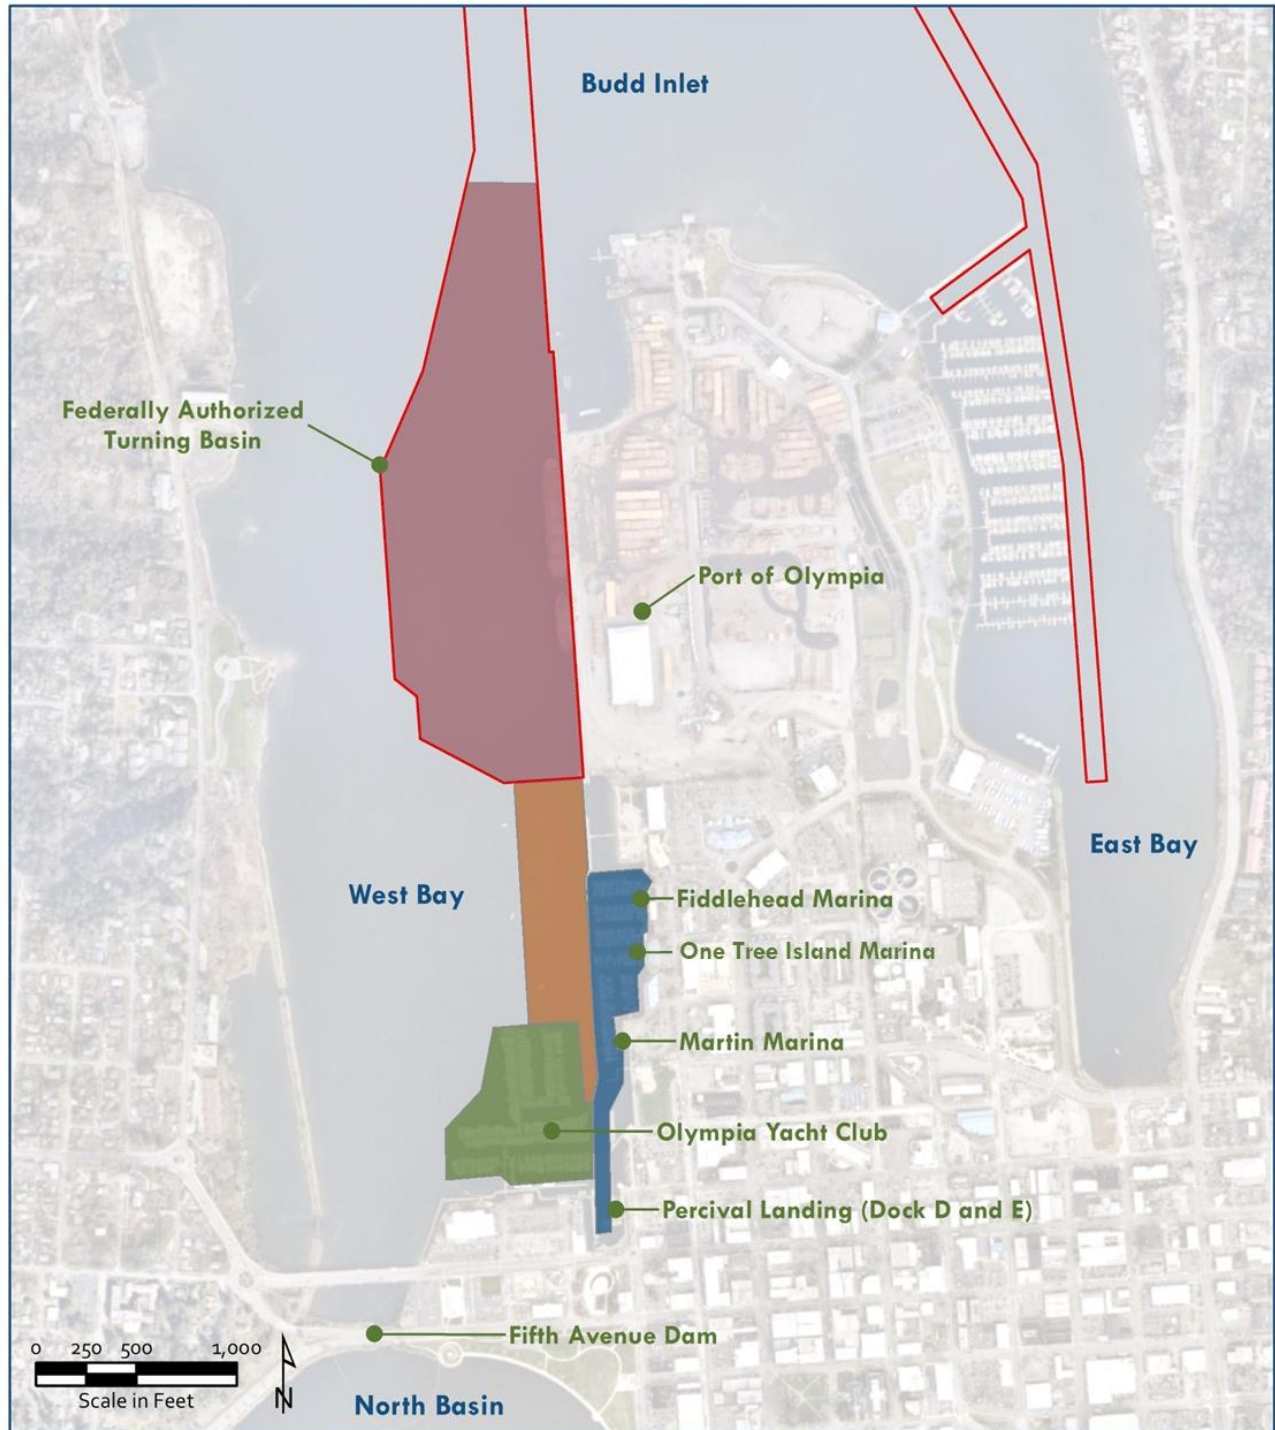 Budd Inlet
Federally Authorized
Turning Basin
Port of Olympia
East Bay
West Bay
Fiddlehead Marina
One Tree Island Marina
Martin Marina
Olympia Yacht Club
Percival Landing (Dock D and E)
Fifth Avenue Dam
0 250 500 1,000
Scale in Feet
N
North Basin